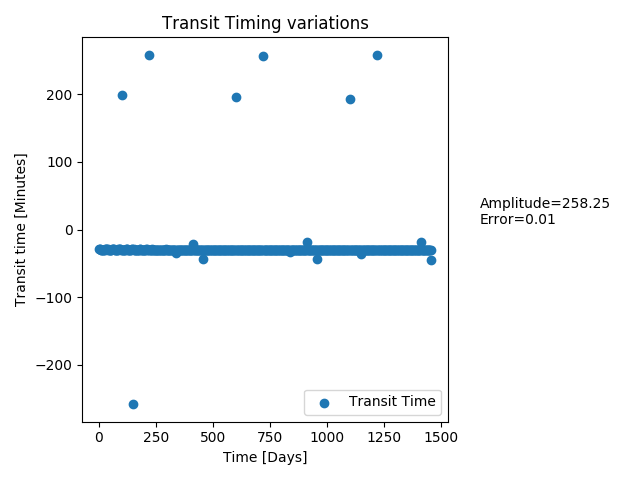 Transit Timing variations
Transit time [Minutes]
200
100
0
−100
−200
Amplitude=258.25
Error=0.01
Transit Time
0
250
500
750
1000
1250
1500
Time [Days]